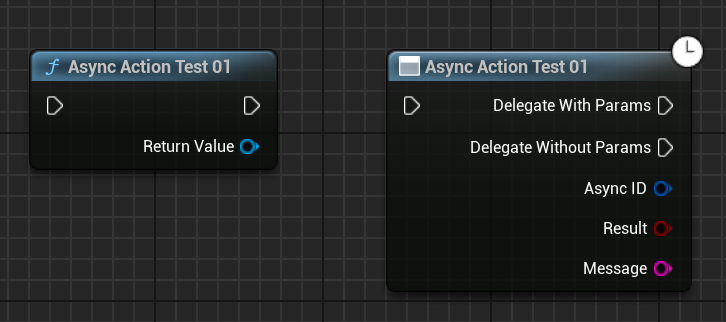 Async Action Test 01
Return Value
Async Action Test 01
Delegate With Params
Delegate Without Params
Async ID
Result
Message